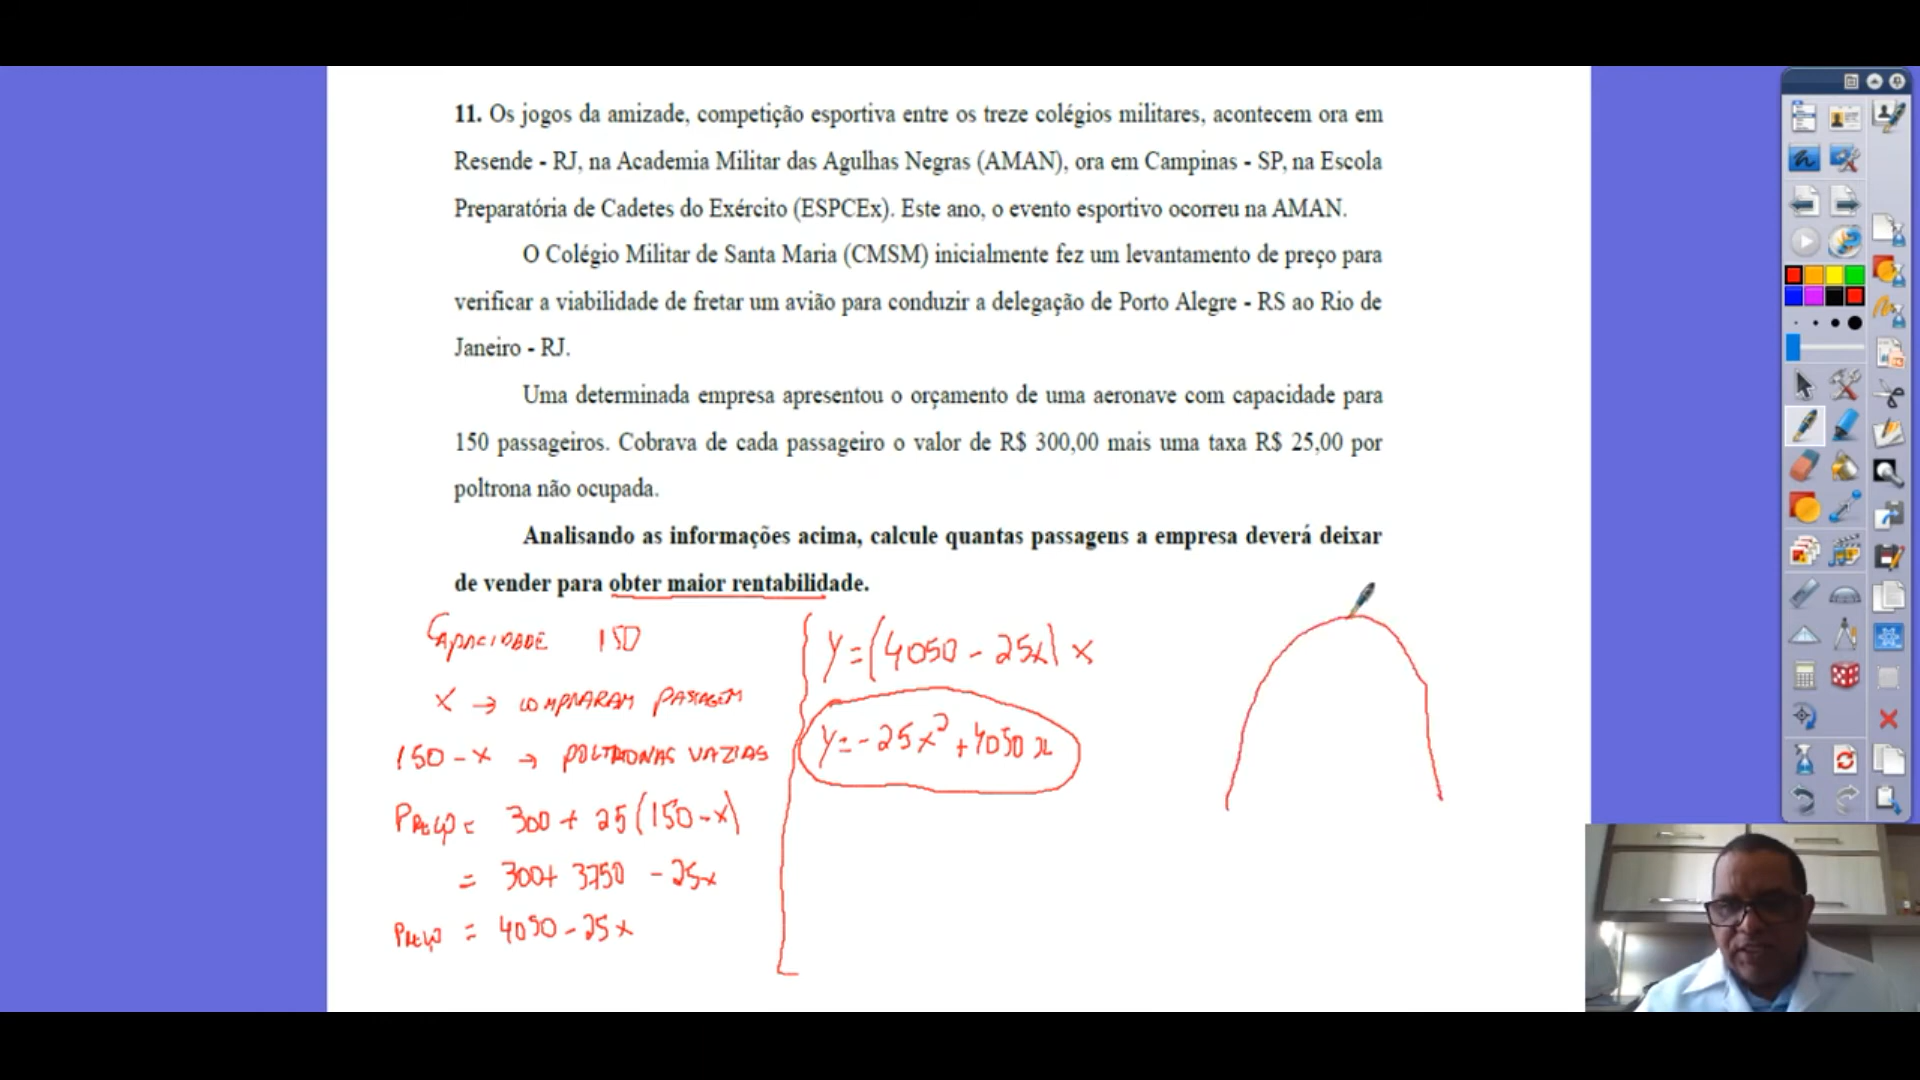 11. Os jogos da amizade, competição esportiva entre os treze colégios militares, acontecem ora em
Resende - RJ, na Academia Militar das Agulhas Negras (AMAN), ora em Campinas - SP, na Escola
Preparatória de Cadetes do Exército (ESPCEx). Este ano, o evento esportivo ocorreu na AMAN.
O Colégio Militar de Santa Maria (CMSM) inicialmente fez um levantamento de preço para
verificar a viabilidade de fretar um avião para conduzir a delegação de Porto Alegre - RS ao Rio de
Janeiro - RJ.
Uma determinada empresa apresentou o orçamento de uma aeronave com capacidade para
150 passageiros. Cobrava de cada passageiro o valor de R$ 300,00 mais uma taxa R$ 25,00 por
poltrona não ocupada.
Analisando as informações acima, calcule quantas passagens a empresa deverá deixar
de vender para obter maior rentabilidade.
CAPACIDADE 150
x → COMPRARAM PASSAGEM
150 - x → POLTRONAS VAZIAS
PREÇO = 300 + 25(150 - x)
= 300 + 3750 - 25x
PREÇO = 4050 - 25x
y = (4050 - 25x) x
y = -25x² + 4050x